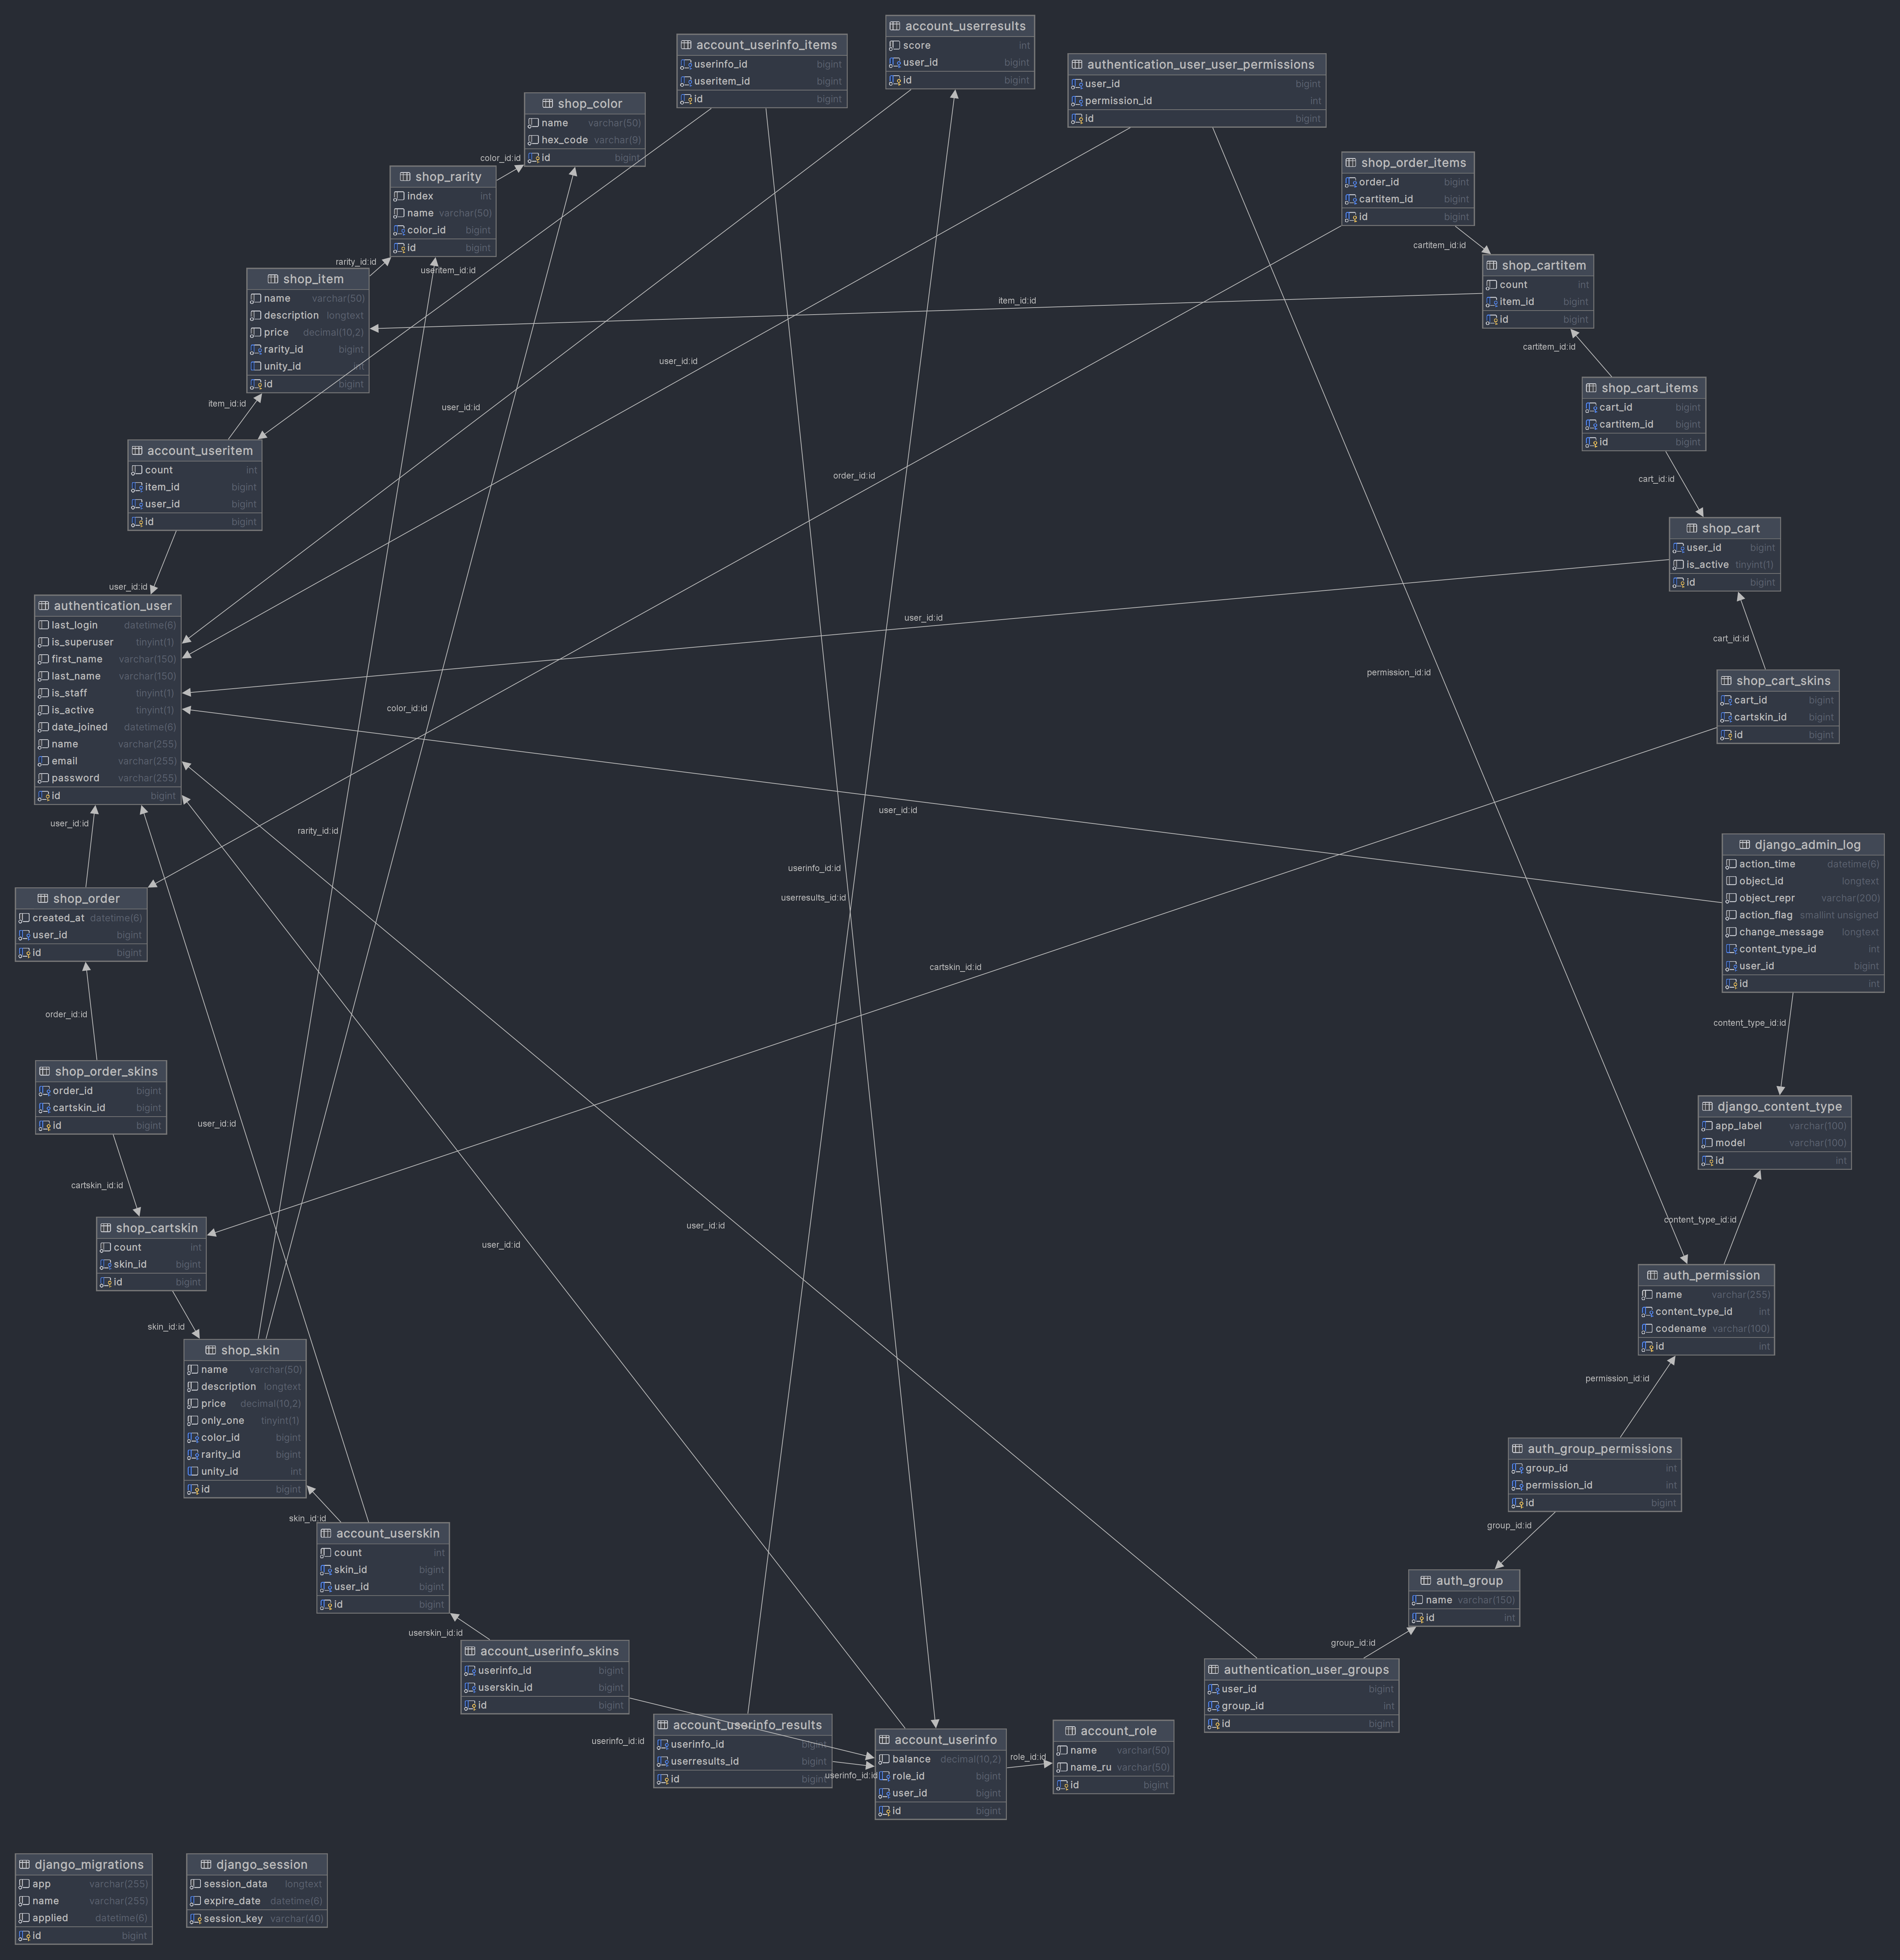 account_userresults
score int
user_id bigint
id bigint
account_userinfo_items
userinfo_id bigint
useritem_id bigint
id bigint
authentication_user_user_permissions
user_id bigint
permission_id int
id bigint
shop_color
name varchar(50)
hex_code varchar(9)
id bigint
color_id:id
shop_rarity
index int
name varchar(50)
color_id bigint
id bigint
shop_order_items
order_id bigint
cartitem_id bigint
id bigint
cartitem_id:id
rarity_id:id
useritem_id:id
shop_item
name varchar(50)
description longtext
price decimal(10,2)
rarity_id bigint
unity_id int
id bigint
shop_cartitem
count int
item_id bigint
id bigint
item_id:id
cartitem_id:id
user_id:id
shop_cart_items
cart_id bigint
cartitem_id bigint
id bigint
item_id:id
user_id:id
account_useritem
count int
item_id bigint
user_id bigint
id bigint
order_id:id
cart_id:id
shop_cart
user_id bigint
is_active tinyint(1)
id bigint
user_id:id
authentication_user
last_login datetime(6)
is_superuser tinyint(1)
first_name varchar(150)
last_name varchar(150)
is_staff tinyint(1)
is_active tinyint(1)
date_joined datetime(6)
name varchar(255)
email varchar(255)
password varchar(255)
id bigint
user_id:id
cart_id:id
permission_id:id
shop_cart_skins
cart_id bigint
cartskin_id bigint
id bigint
color_id:id
user_id:id
user_id:id
rarity_id:id
django_admin_log
action_time datetime(6)
object_id longtext
object_repr varchar(200)
action_flag smallint unsigned
change_message longtext
content_type_id int
user_id bigint
id int
userinfo_id:id
userresults_id:id
shop_order
created_at datetime(6)
user_id bigint
id bigint
cartskin_id:id
order_id:id
content_type_id:id
shop_order_skins
order_id bigint
cartskin_id bigint
id bigint
django_content_type
app_label varchar(100)
model varchar(100)
id int
user_id:id
cartskin_id:id
shop_cartskin
count int
skin_id bigint
id bigint
user_id:id
user_id:id
content_type_id:id
auth_permission
name varchar(255)
content_type_id int
codename varchar(100)
id int
skin_id:id
shop_skin
name varchar(50)
description longtext
price decimal(10,2)
only_one tinyint(1)
color_id bigint
rarity_id bigint
unity_id int
id bigint
permission_id:id
auth_group_permissions
group_id int
permission_id int
id bigint
skin_id:id
group_id:id
account_userskin
count int
skin_id bigint
user_id bigint
id bigint
auth_group
name varchar(150)
id int
userskin_id:id
group_id:id
account_userinfo_skins
userinfo_id bigint
userskin_id bigint
id bigint
authentication_user_groups
user_id bigint
group_id int
id bigint
userinfo_id:id
account_userinfo_results
userinfo_id bigint
userresults_id bigint
id bigint
userinfo_id:id
account_userinfo
balance decimal(10,2)
role_id bigint
user_id bigint
id bigint
role_id:id
account_role
name varchar(50)
name_ru varchar(50)
id bigint
django_migrations
app varchar(255)
name varchar(255)
applied datetime(6)
id bigint
django_session
session_data longtext
expire_date datetime(6)
session_key varchar(40)